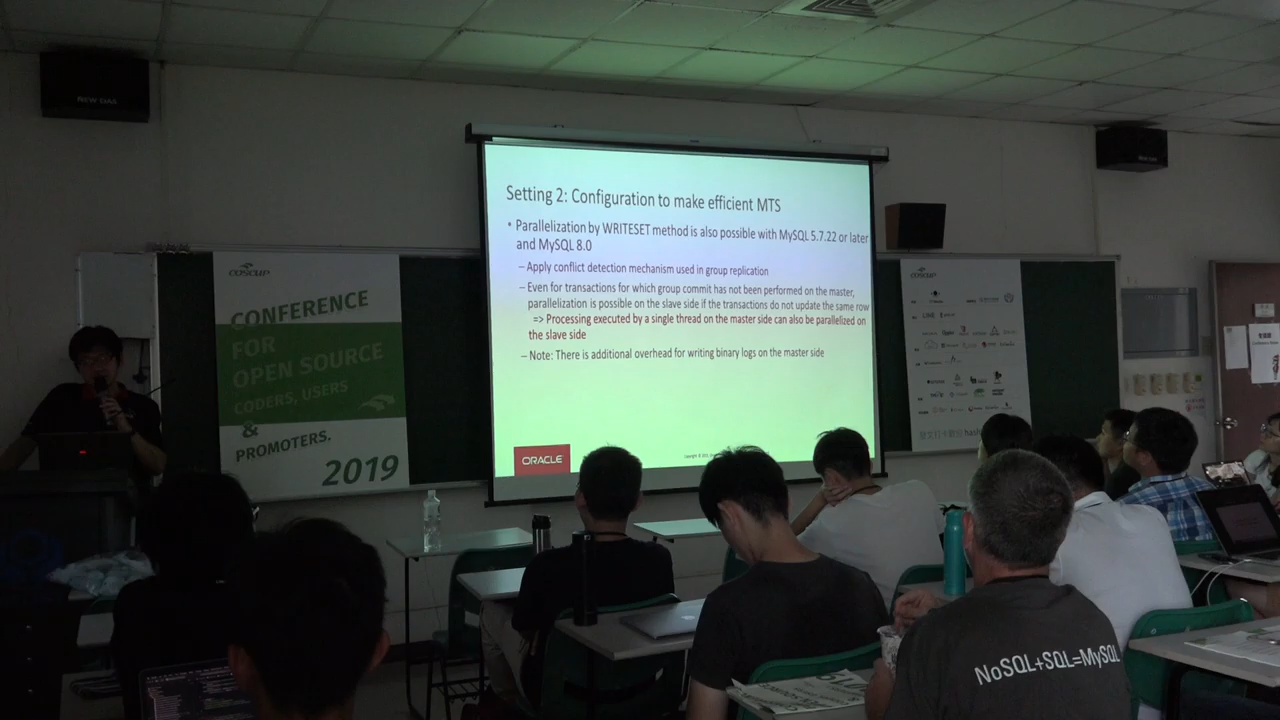 NEW DAA
Setting 2: Configuration to make efficient MTS
• Parallelization by WRITESET method is also possible with MySQL 5.7.22 or later
and MySQL 8.0
– Apply conflict detection mechanism used in group replication
– Even for transactions for which group commit has not been performed on the master,
parallelization is possible on the slave side if the transactions do not update the same row
=> Processing executed by a single thread on the master side can also be parallelized on
the slave side
– Note: There is additional overhead for writing binary logs on the master side
ORACLE
COSCUP
CONFERENCE
FOR
OPEN SOURCE
CODERS, USERS
&
PROMOTERS.
2019
COSCUP
NoSQL+SQL=MySQL